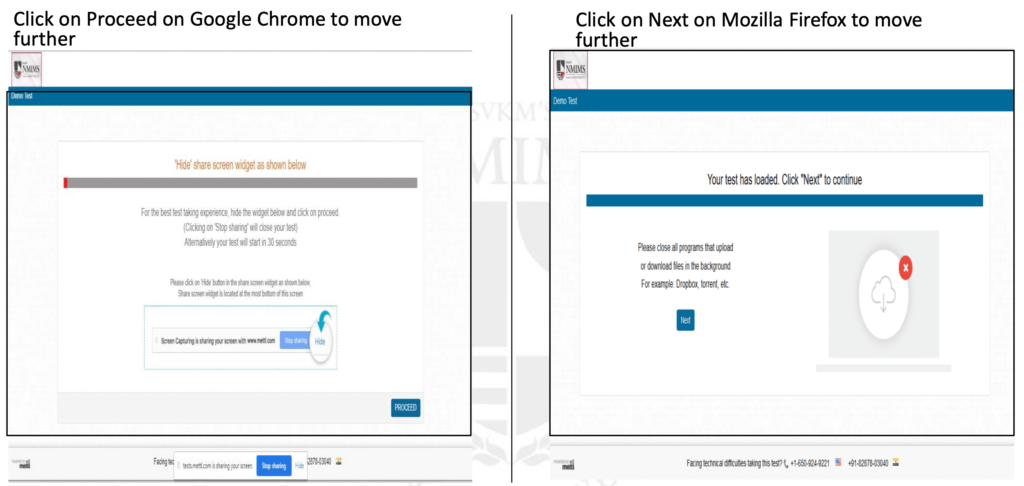 Click on Proceed on Google Chrome to move
further
NMIMS
Demo Test
'Hide' share screen widget as shown below
For the best test taking experience, hide the widget below and click on proceed.
(Clicking on 'Stop sharing' will close your test)
Alternatively your test will start in 30 seconds
Please click on 'Hide' button in the share screen widget as shown below,
Share screen widget is located at the most bottom of this screen
Screen Capturing is sharing your screen with www.mettl.com Stop sharing Hide
PROCEED
mettl
Facing tec
tests.mettl.com is sharing your screen. Stop sharing Hide
82878-03040
Click on Next on Mozilla Firefox to move
further
NMIMS
Demo Test
Your test has loaded. Click "Next" to continue
Please close all programs that upload
or download files in the background
For example: Dropbox, torrent, etc.
Next
mettl
Facing technical difficulties taking this test? +1-650-924-9221 +91-82878-03040
SVKM'S